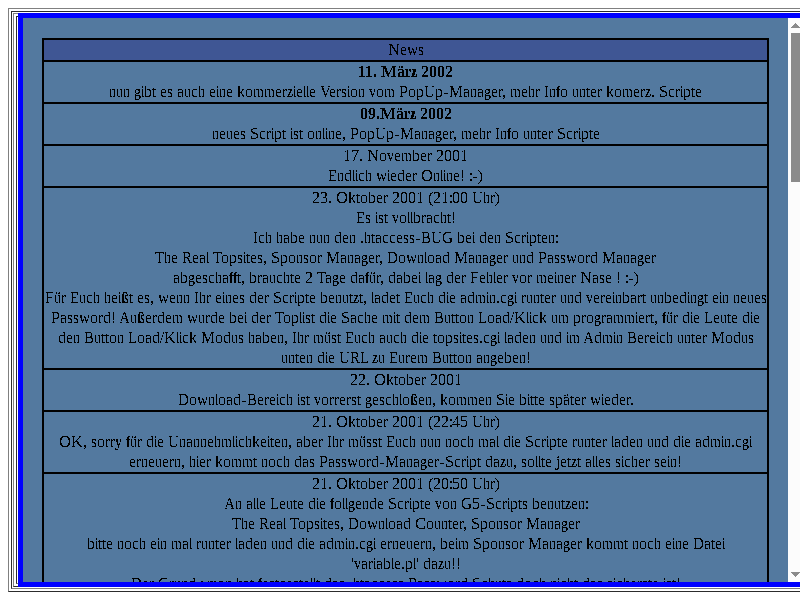 News
11. März 2002
nun gibt es auch eine kommerzielle Version vom PopUp-Manager, mehr Info unter komerz. Scripte
09.März 2002
neues Script ist online, PopUp-Manager, mehr Info unter Scripte
17. November 2001
Endlich wieder Online! :-)
23. Oktober 2001 (21:00 Uhr)
Es ist vollbracht!
Ich habe nun den .htaccess-BUG bei den Scripten:
The Real Topsites, Sponsor Manager, Download Manager und Password Manager
abgeschafft, brauchte 2 Tage dafür, dabei lag der Fehler vor meiner Nase ! :-)
Für Euch heißt es, wenn Ihr eines der Scripte benutzt, ladet Euch die admin.cgi runter und vereinbart unbedingt ein neues
Password! Außerdem wurde bei der Toplist die Sache mit dem Button Load/Klick um programmiert, für die Leute die
den Button Load/Klick Modus haben, Ihr müst Euch auch die topsites.cgi laden und im Admin Bereich unter Modus
unten die URL zu Eurem Button angeben!
22. Oktober 2001
Download-Bereich ist vorrerst geschloßen, kommen Sie bitte später wieder.
21. Oktober 2001 (22:45 Uhr)
OK, sorry für die Unannehmlichkeiten, aber Ihr müsst Euch nun noch mal die Scripte runter laden und die admin.cgi
erneuern, hier kommt noch das Password-Manager-Script dazu, sollte jetzt alles sicher sein!
21. Oktober 2001 (20:50 Uhr)
An alle Leute die follgende Scripte von G5-Scripts benutzen:
The Real Topsites, Download Counter, Sponsor Manager
bitte noch ein mal runter laden und die admin.cgi erneuern, beim Sponsor Manager kommt noch eine Datei
'variable.pl' dazu!!